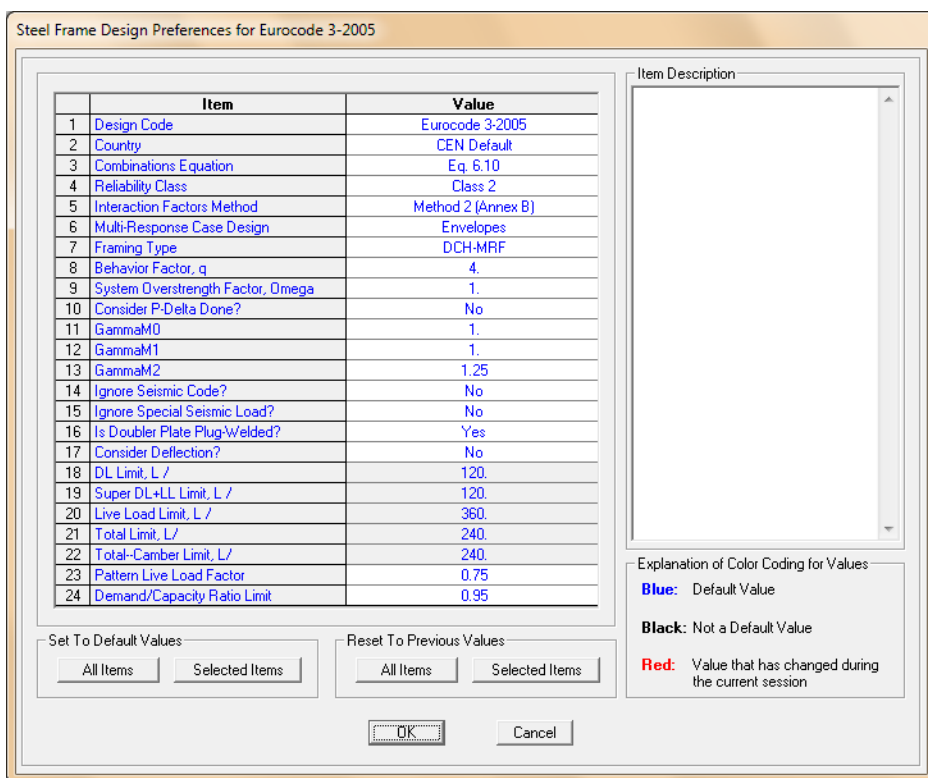 Steel Frame Design Preferences for Eurocode 3-2005
Item Value
1 Design Code Eurocode 3-2005
2 Country CEN Default
3 Combinations Equation Eq. 6.10
4 Reliability Class Class 2
5 Interaction Factors Method Method 2 (Annex B)
6 Multi-Response Case Design Envelopes
7 Framing Type DCH-MRF
8 Behavior Factor, q 4.
9 System Overstrength Factor, Omega 1.
10 Consider P-Delta Done? No
11 GammaM0 1.
12 GammaM1 1.
13 GammaM2 1.25
14 Ignore Seismic Code? No
15 Ignore Special Seismic Load? No
16 Is Doubler Plate Plug-Welded? Yes
17 Consider Deflection? No
18 DL Limit, L / 120.
19 Super DL+LL Limit, L / 120.
20 Live Load Limit, L / 360.
21 Total Limit, L/ 240.
22 Total--Camber Limit, L/ 240.
23 Pattern Live Load Factor 0.75
24 Demand/Capacity Ratio Limit 0.95
Item Description
Explanation of Color Coding for Values
Blue: Default Value
Black: Not a Default Value
Red: Value that has changed during
the current session
Set To Default Values
All Items Selected Items
Reset To Previous Values
All Items Selected Items
OK Cancel